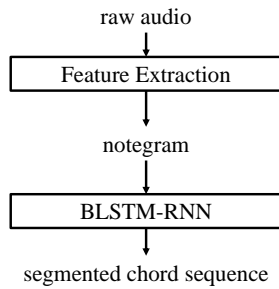 raw audio
Feature Extraction
notegram
BLSTM-RNN
segmented chord sequence